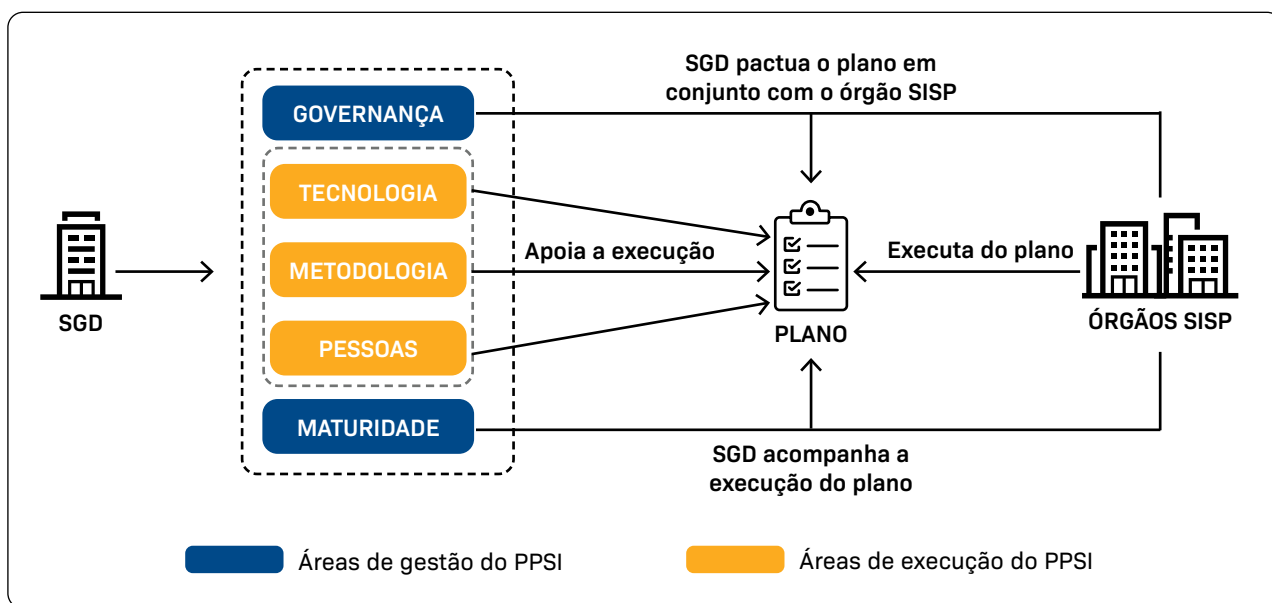 SGD pactua o plano em
conjunto com o órgão SISP
GOVERNANÇA
TECNOLOGIA
METODOLOGIA
PESSOAS
MATURIDADE
SGD
Apoia a execução
PLANO
Executa do plano
ÓRGÃOS SISP
SGD acompanha a
execução do plano
Áreas de gestão do PPSI
Áreas de execução do PPSI